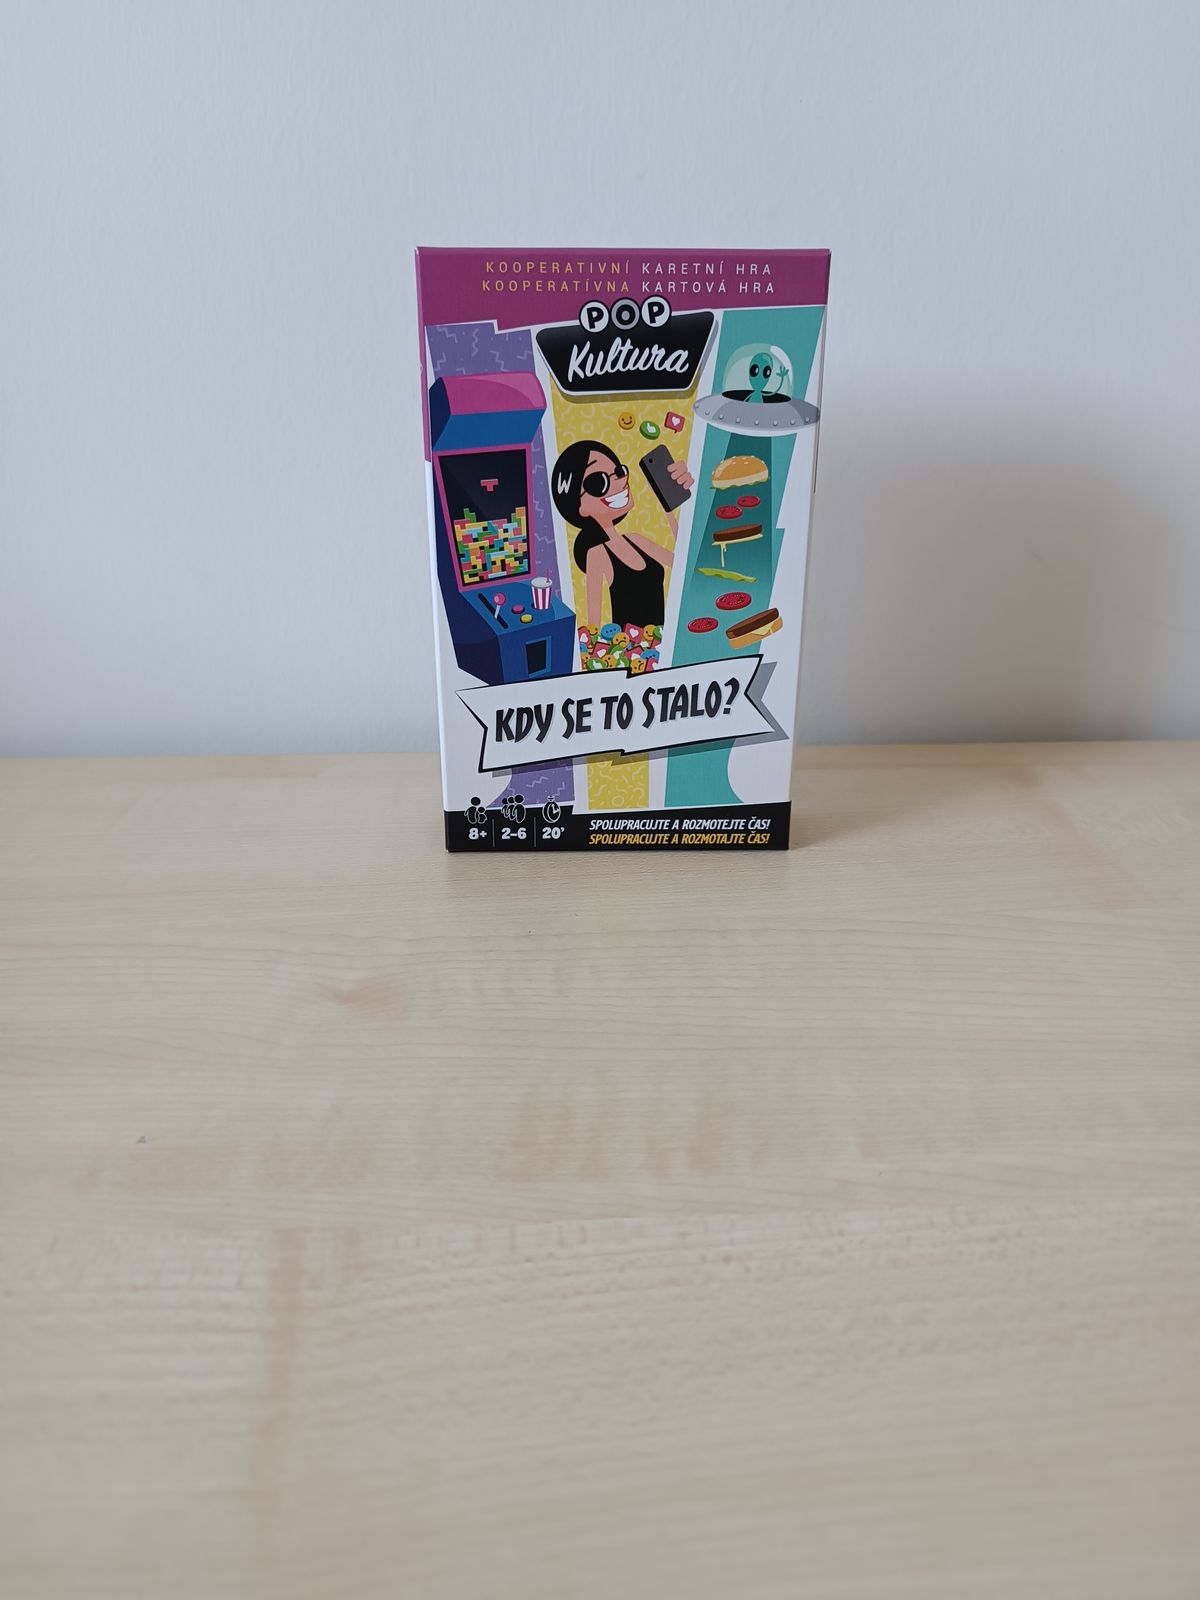 KOOPERATIVNÍ KARETNÍ HRA
KOOPERATÍVNA KARTOVÁ HRA
POP
Kultura
W
KDY SE TO STALO?
8+ 2-6 20'
SPOLUPRACUJTE A ROZMOTEJTE ČAS!
SPOLUPRACUJTE A ROZMOTAJTE ČAS!